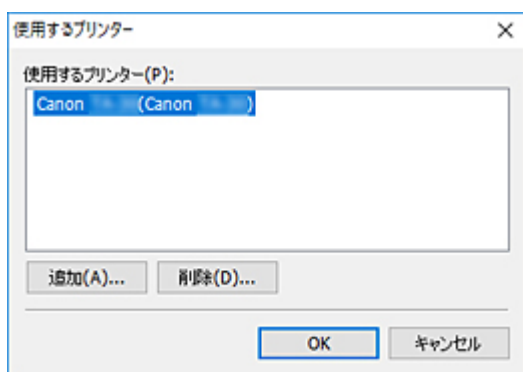 使用するプリンター
使用するプリンター(P):
Canon (Canon )
追加(A)... 削除(D)...
OK キャンセル